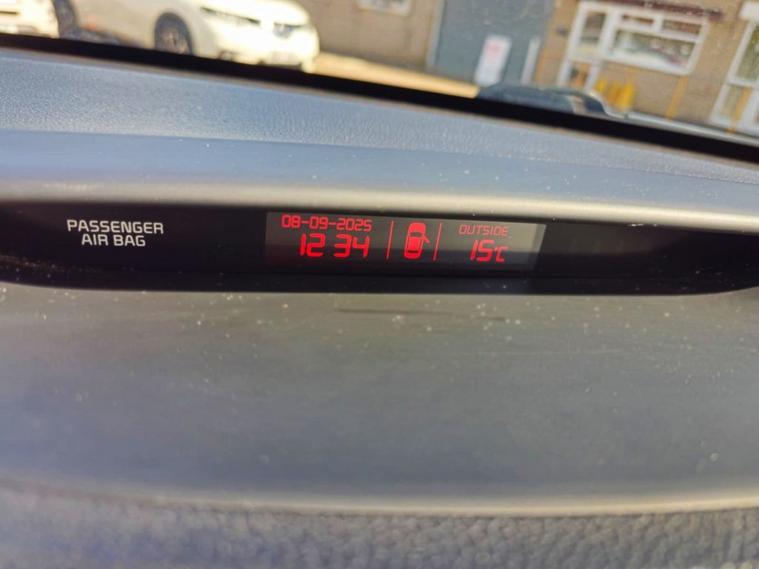 PASSENGER
AIR BAG
08-09-2025
12 34
OUTSIDE
15°C